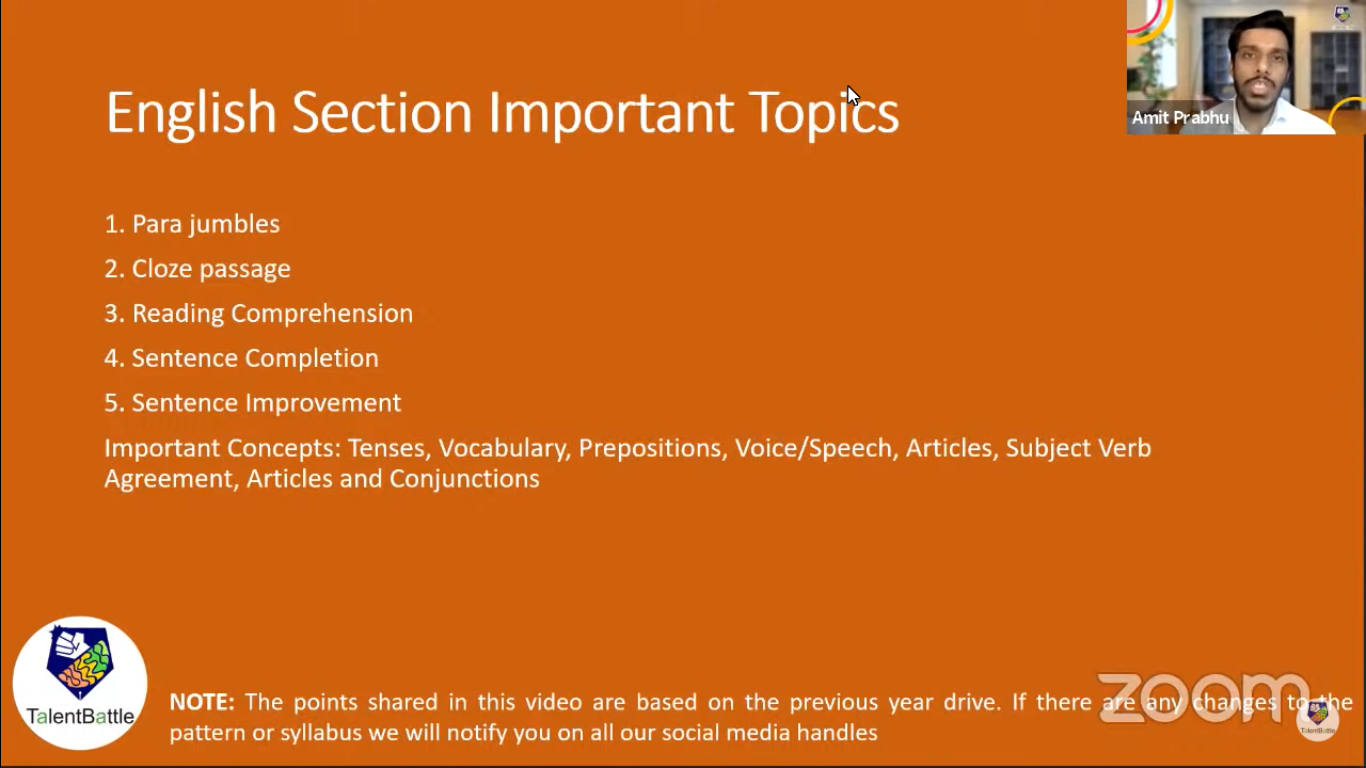 English Section Important Topics
Amit Prabhu
1. Para jumbles
2. Cloze passage
3. Reading Comprehension
4. Sentence Completion
5. Sentence Improvement
Important Concepts: Tenses, Vocabulary, Prepositions, Voice/Speech, Articles, Subject Verb
Agreement, Articles and Conjunctions
TalentBattle
NOTE: The points shared in this video are based on the previous year drive. If there are any changes to the
pattern or syllabus we will notify you on all our social media handles
zoom
TalentBattle